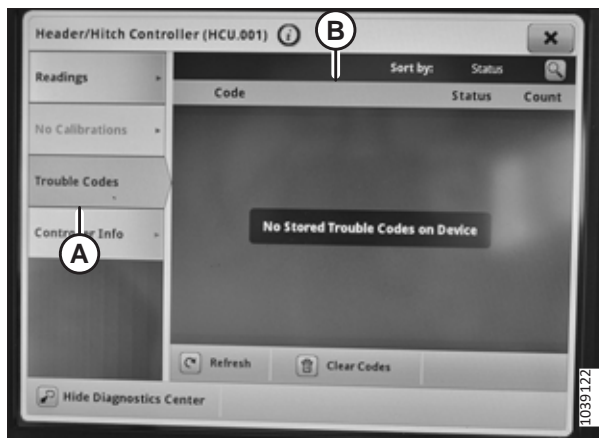 Header/Hitch Controller (HCU.001) i
B
Readings
Sort by: Status
Code Status Count
No Calibrations
Trouble Codes
No Stored Trouble Codes on Device
Controller Info
A
Refresh Clear Codes
Hide Diagnostics Center
1039122